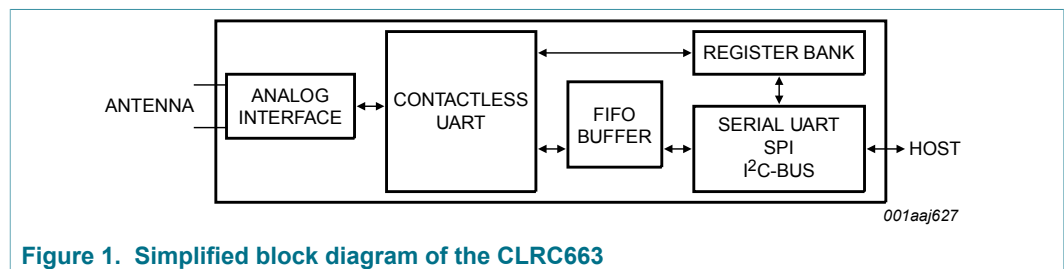 ANTENNA
ANALOG
INTERFACE
CONTACTLESS
UART
FIFO
BUFFER
REGISTER BANK
SERIAL UART
SPI
I²C-BUS
HOST
001aaj627
Figure 1. Simplified block diagram of the CLRC663